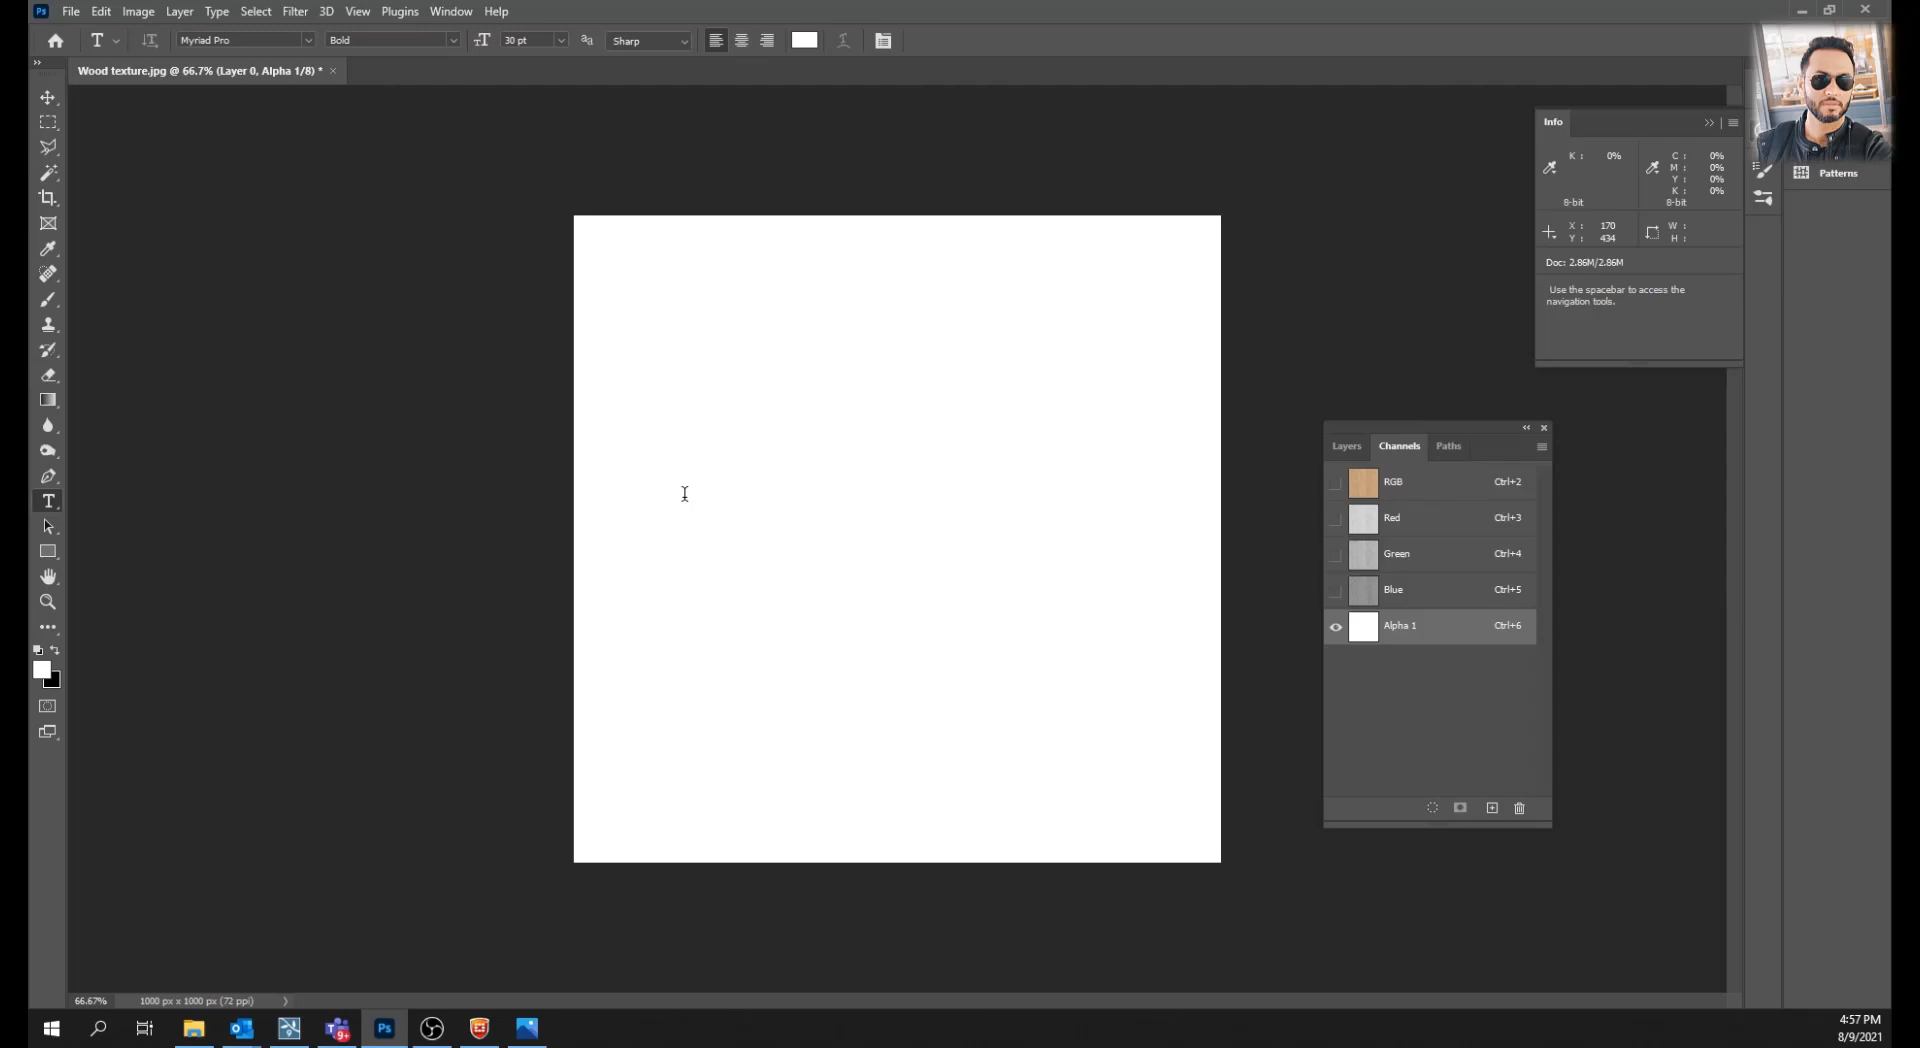 Ps File Edit Image Layer Type Select Filter 3D View Plugins Window Help
T Myriad Pro Bold 30 pt Sharp
Wood texture.jpg @ 66.7% (Layer 0, Alpha 1/8) *
Info
K : 0% C : 0%
M : 0%
Y : 0%
K : 0%
8-bit 8-bit
X : 170 W :
Y : 434 H :
Doc: 2.86M/2.86M
Use the spacebar to access the
navigation tools.
Patterns
Layers Channels Paths
RGB Ctrl+2
Red Ctrl+3
Green Ctrl+4
Blue Ctrl+5
Alpha 1 Ctrl+6
66.67% 1000 px x 1000 px (72 ppi)
9+ Ps
4:57 PM
8/9/2021